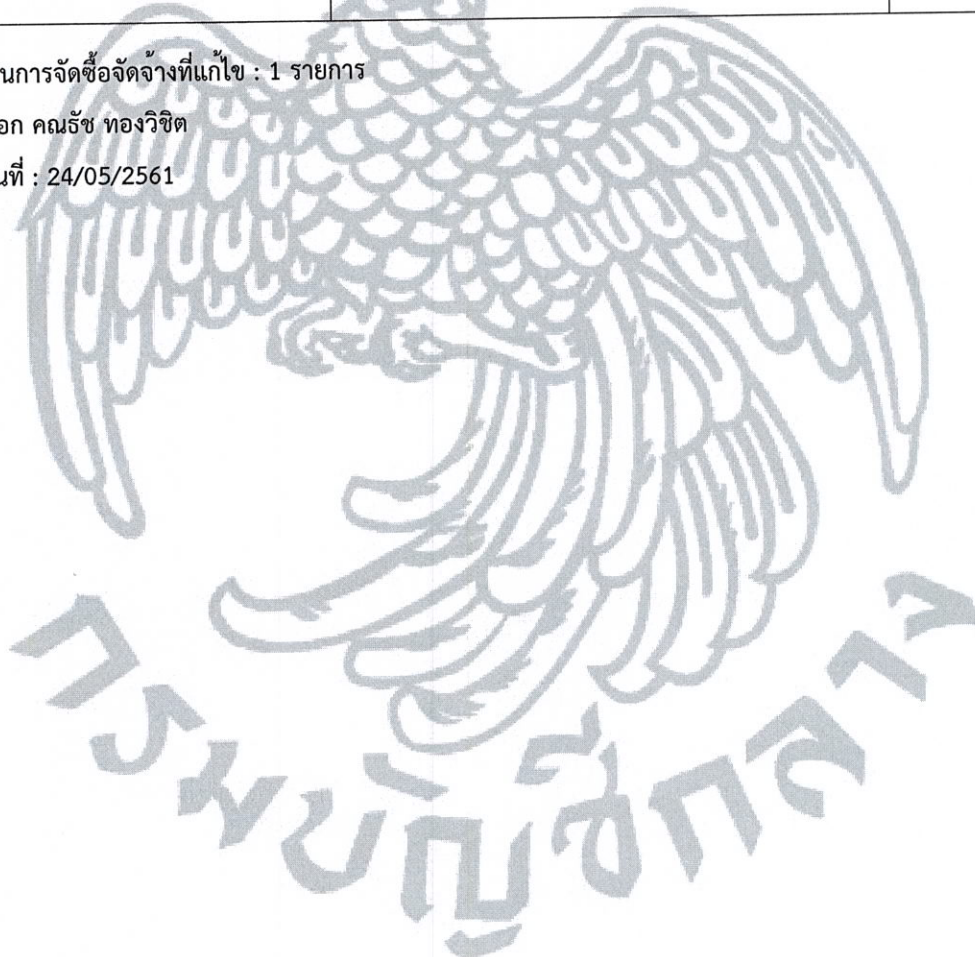 นการจัดซื้อจัดจ้างที่แก้ไข : 1 รายการ
อก คณธัช ทองวิชิต
นที่ : 24/05/2561
กรมบัญชีกลาง